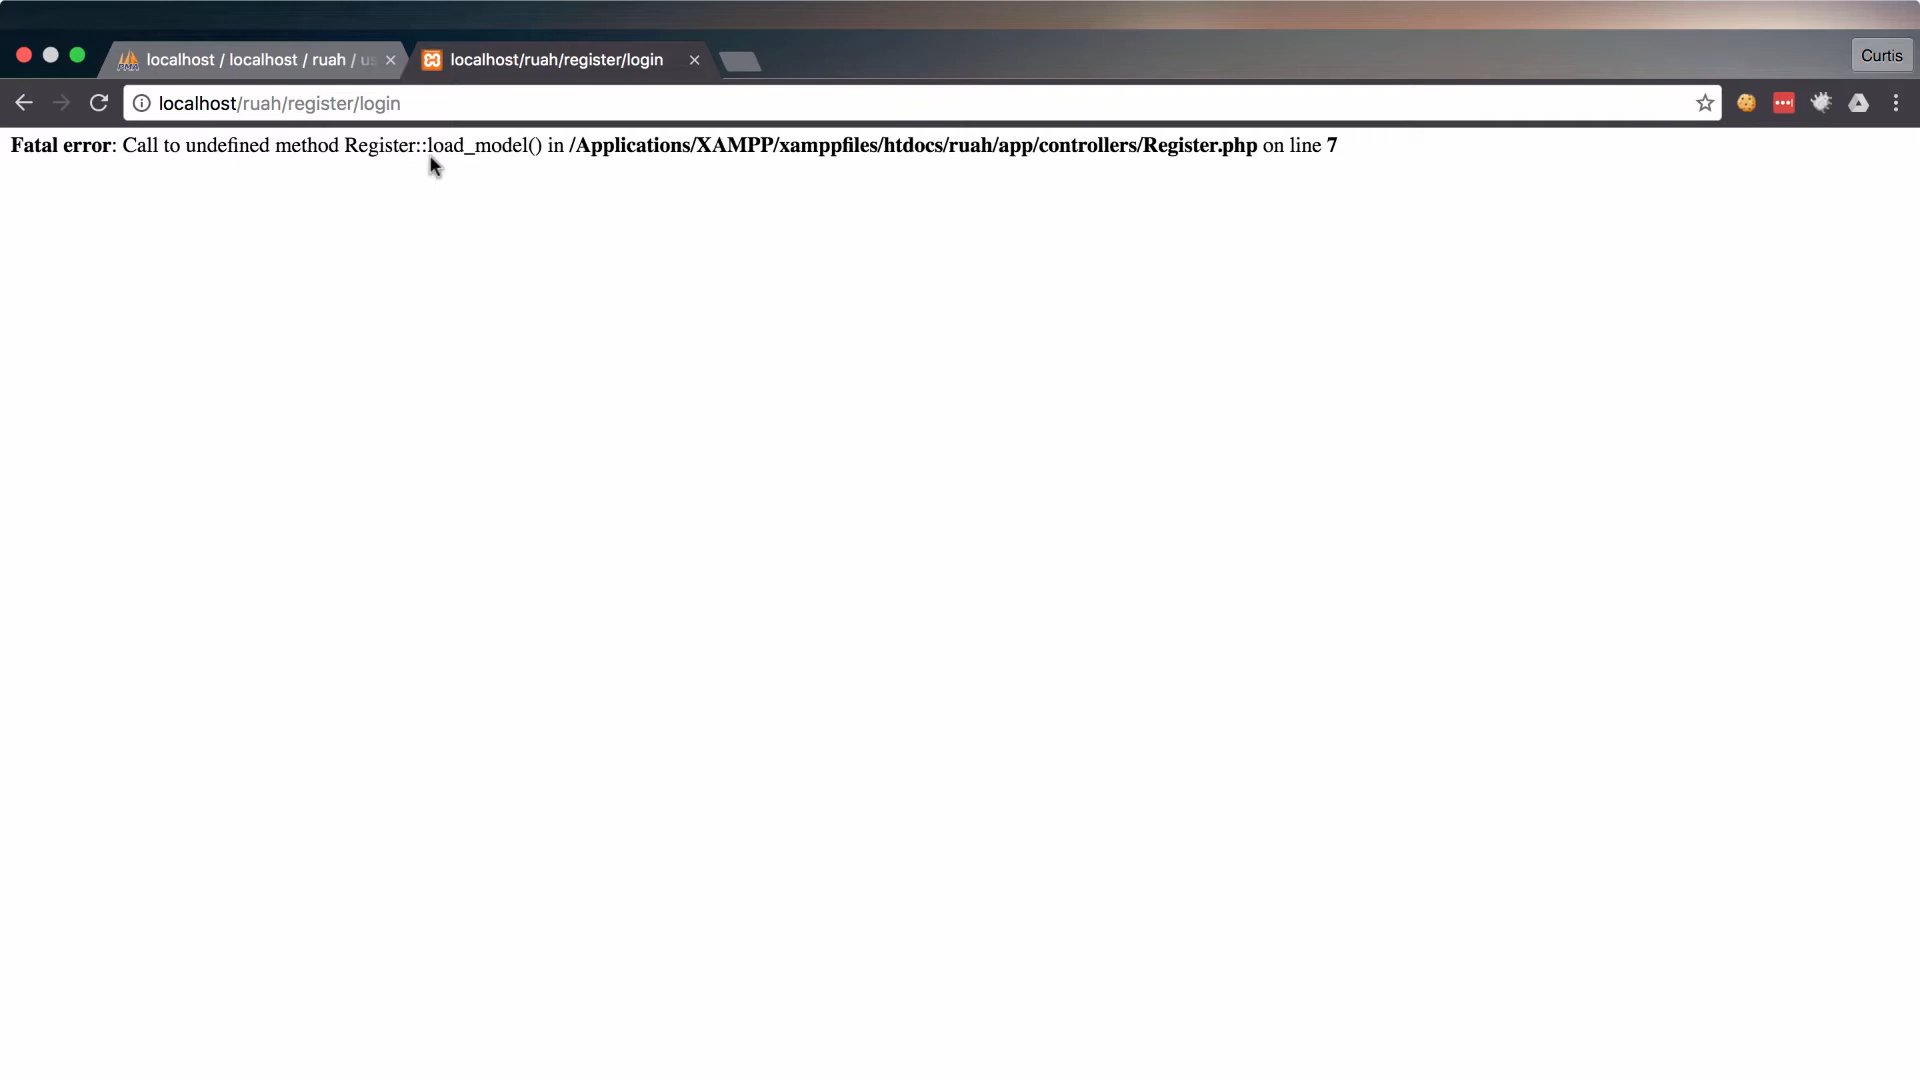 localhost / localhost / ruah / us
localhost/ruah/register/login
Curtis
localhost/ruah/register/login
Fatal error: Call to undefined method Register::load_model() in /Applications/XAMPP/xamppfiles/htdocs/ruah/app/controllers/Register.php on line 7